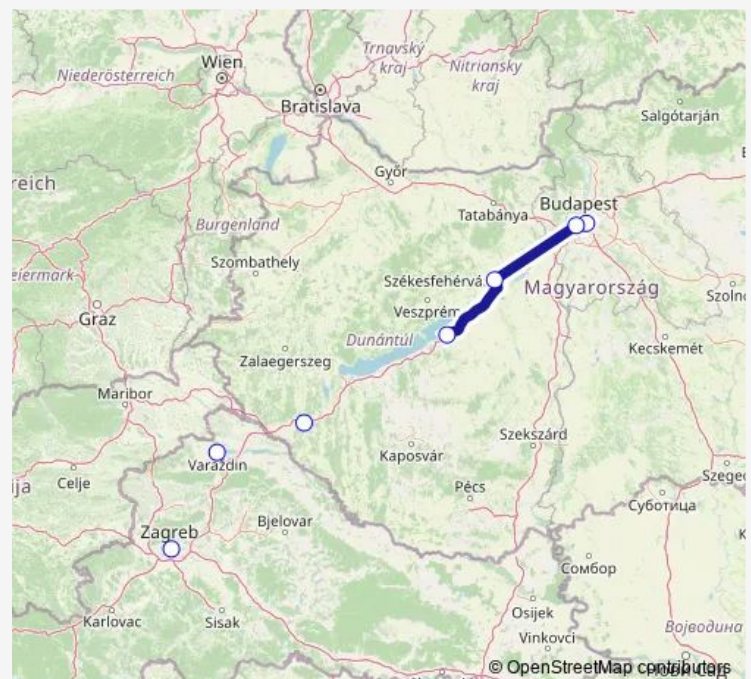 Trnavský
kraj
Nitriansky
kraj
Wien
Niederösterreich
Bratislava
Salgótarján
Győr
reich
Budapest
Tatabánya
Burgenland
Szombathely
eiermark
Székesfehérvá
Magyarország
Szolno
Graz
Veszprém
Dunántúl
Kecskemét
Zalaegerszeg
Maribor
Szekszárd
Kaposvár
Varaždin
Celje
ija
Pécs
Szege
Суботица
Bjelovar
Zagreb
Сомбор
Karlovac
Sisak
Osijek
Војводина
Vinkovci
© OpenStreetMap contributors